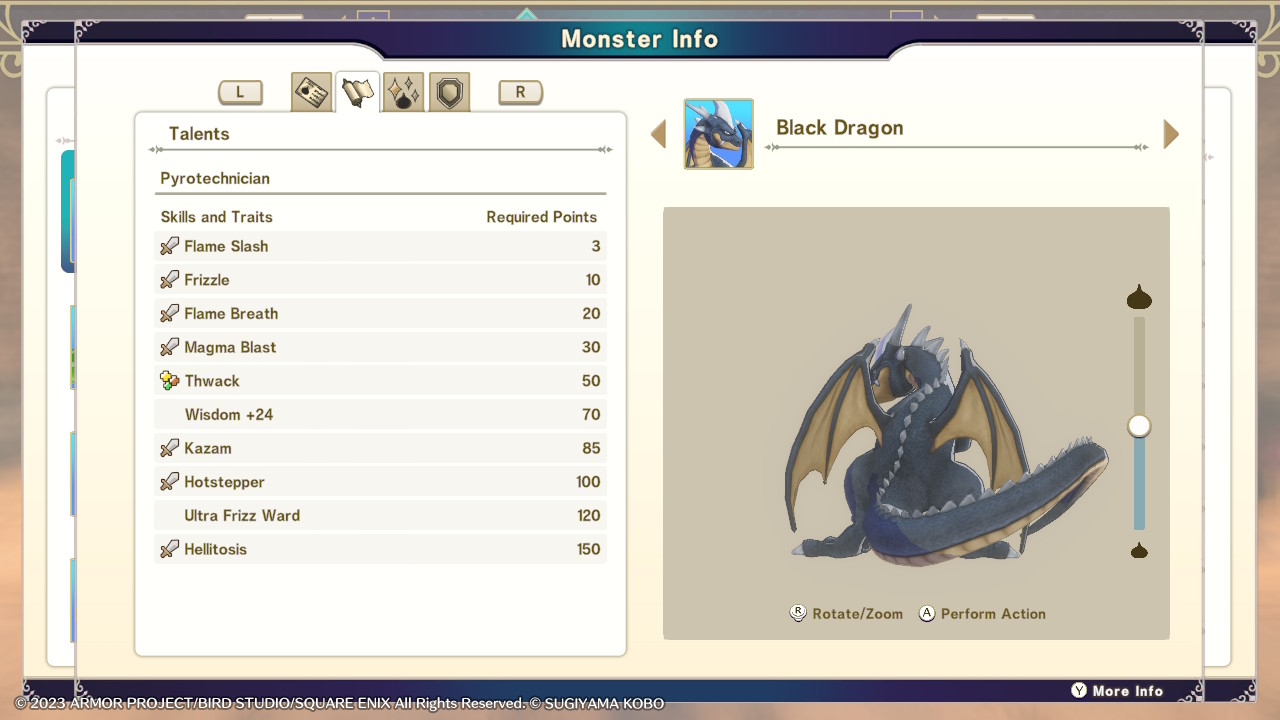 Monster Info
L
R
Talents
Pyrotechnician
Skills and Traits Required Points
Flame Slash 3
Frizzle 10
Flame Breath 20
Magma Blast 30
Thwack 50
Wisdom +24 70
Kazam 85
Hotstepper 100
Ultra Frizz Ward 120
Hellitosis 150
Black Dragon
R Rotate/Zoom A Perform Action
Y More Info
© 2023 ARMOR PROJECT/BIRD STUDIO/SQUARE ENIX All Rights Reserved. © SUGIYAMA KOBO